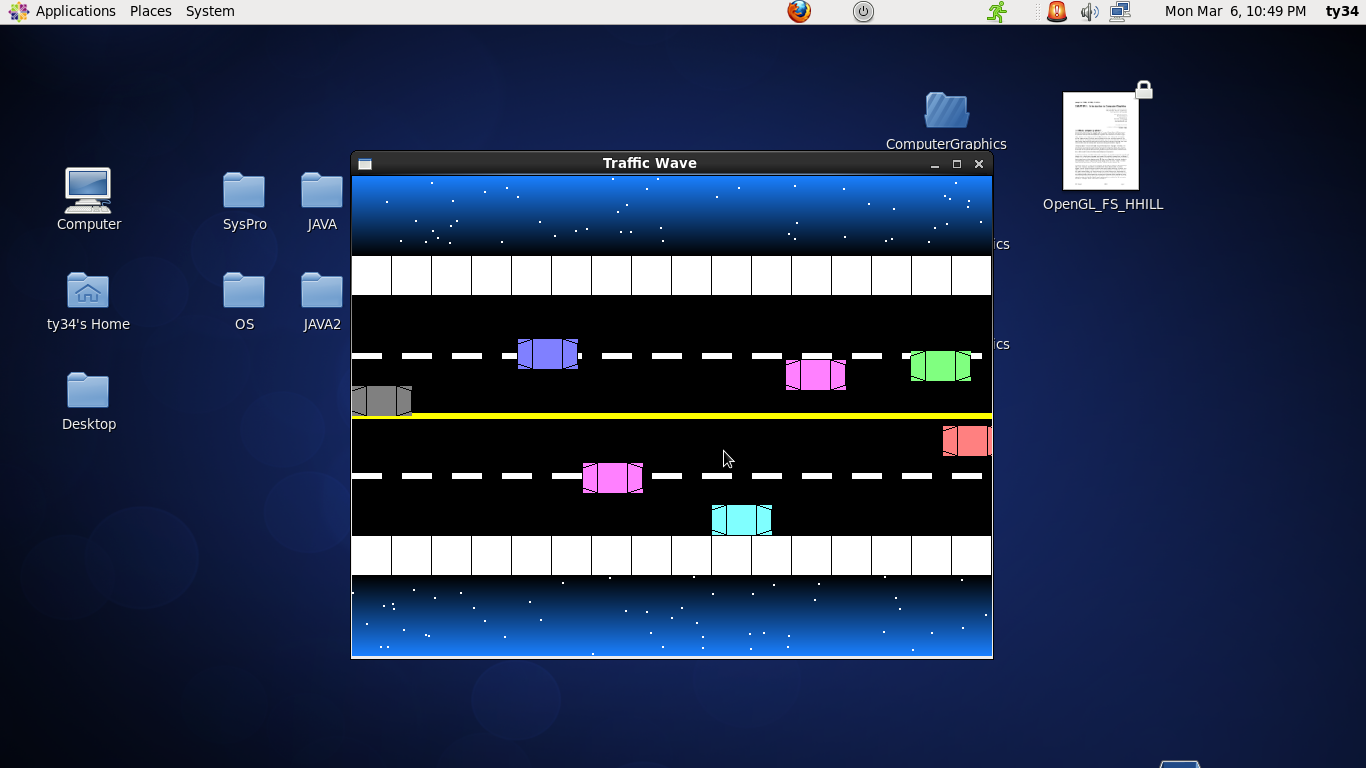 Applications Places System Mon Mar 6, 10:49 PM ty34
ComputerGraphics
Traffic Wave
OpenGL_FS_HHILL
Computer SysPro JAVA
ics
ty34's Home OS JAVA2
ics
Desktop